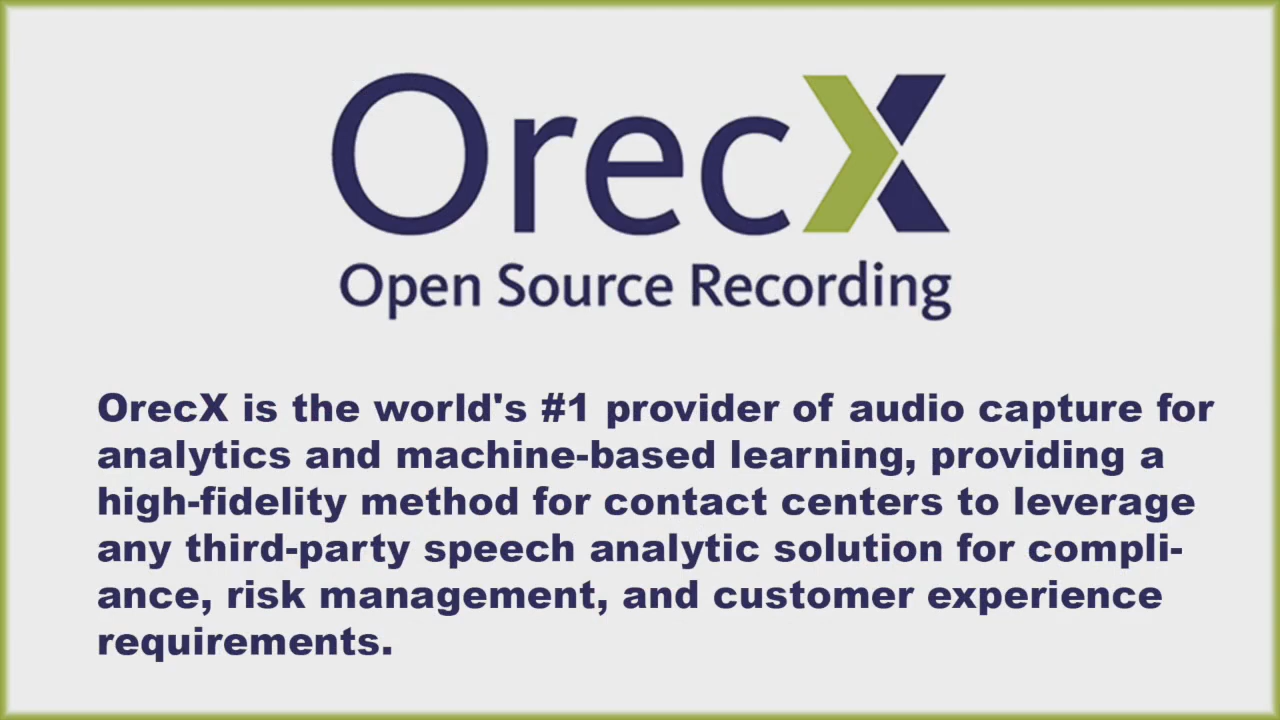 OrecX
Open Source Recording
OrecX is the world's #1 provider of audio capture for
analytics and machine-based learning, providing a
high-fidelity method for contact centers to leverage
any third-party speech analytic solution for compli-
ance, risk management, and customer experience
requirements.